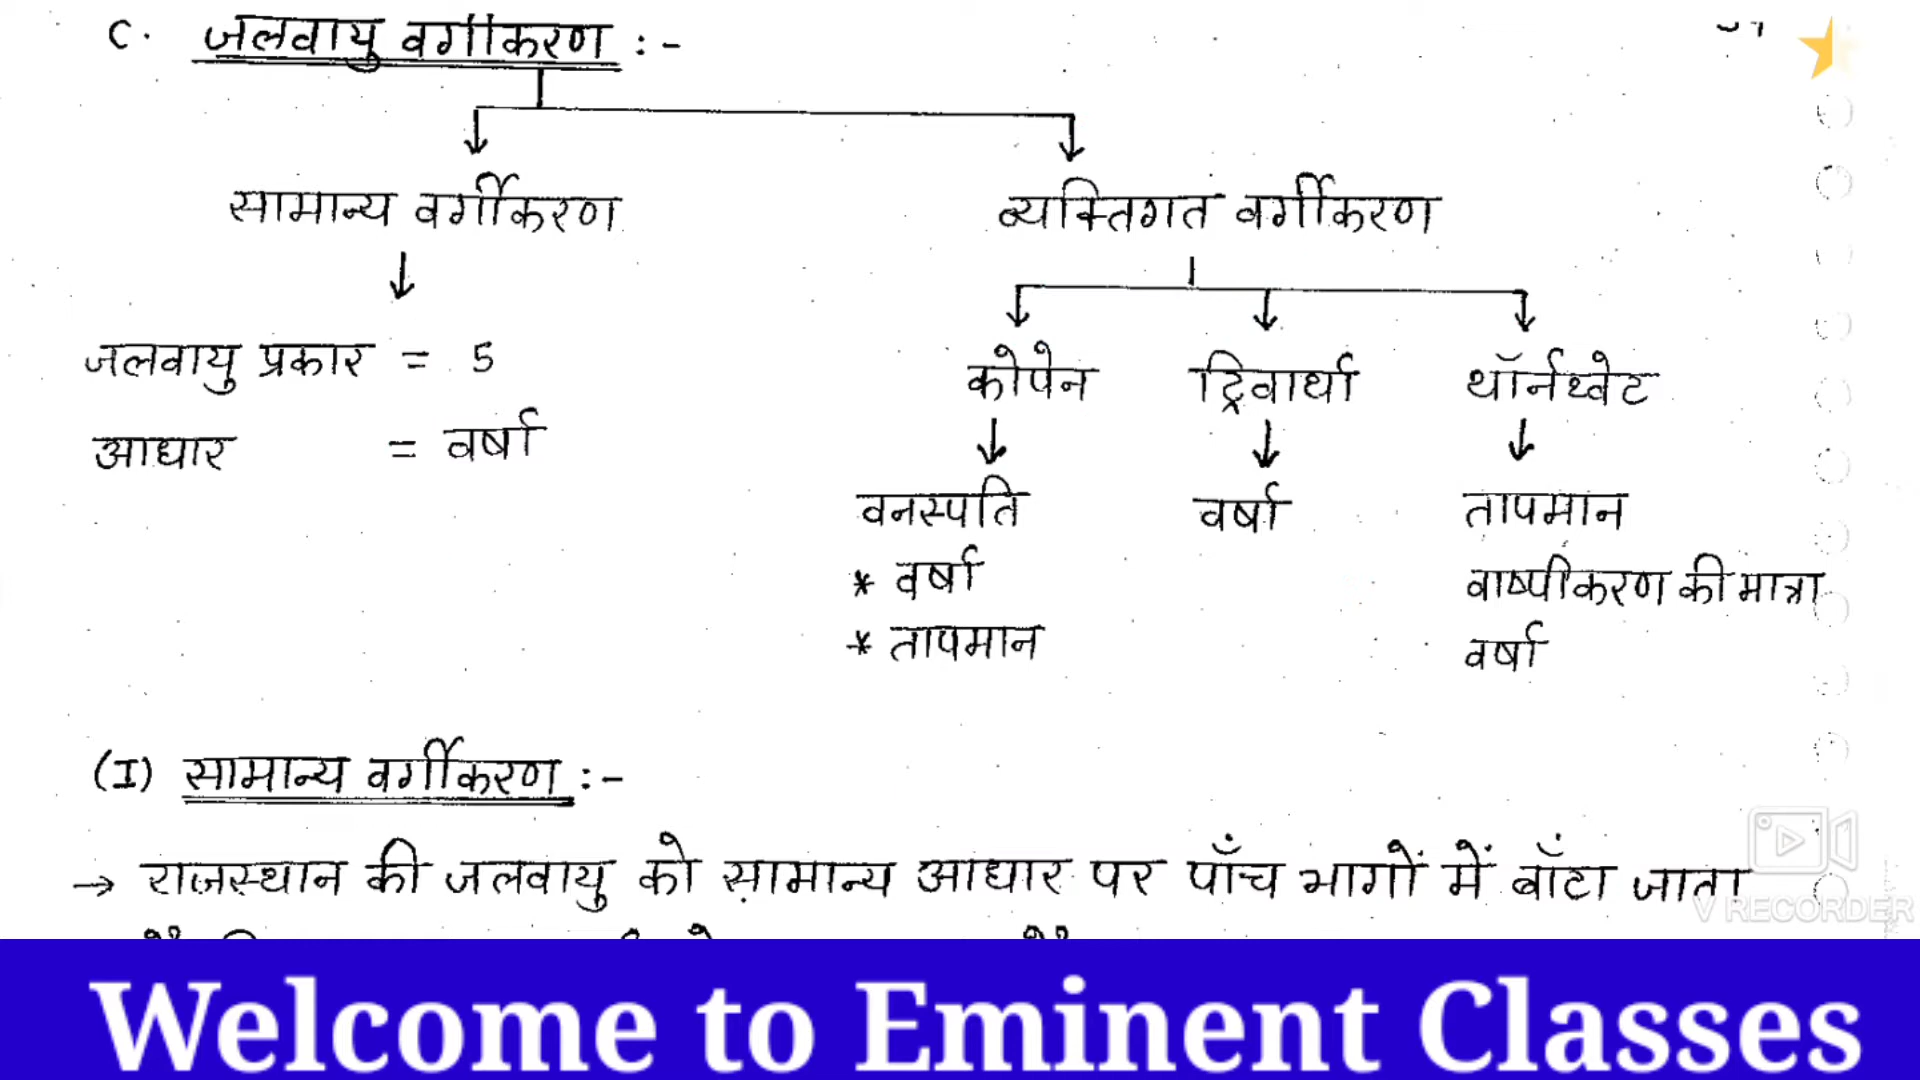 C. जलवायु वर्गीकरण :-
सामान्य वर्गीकरण
व्यक्तिगत वर्गीकरण
जलवायु प्रकार = 5
आधार = वर्षा
कोपेन ट्रिवार्था थॉर्नथ्वेट
वनस्पति वर्षा तापमान
* वर्षा वाष्पीकरण की मात्रा
* तापमान वर्षा
(I) सामान्य वर्गीकरण :-
→ राजस्थान की जलवायु को सामान्य आधार पर पाँच भागों में बाँटा जाता
V RECORDER
Welcome to Eminent Classes